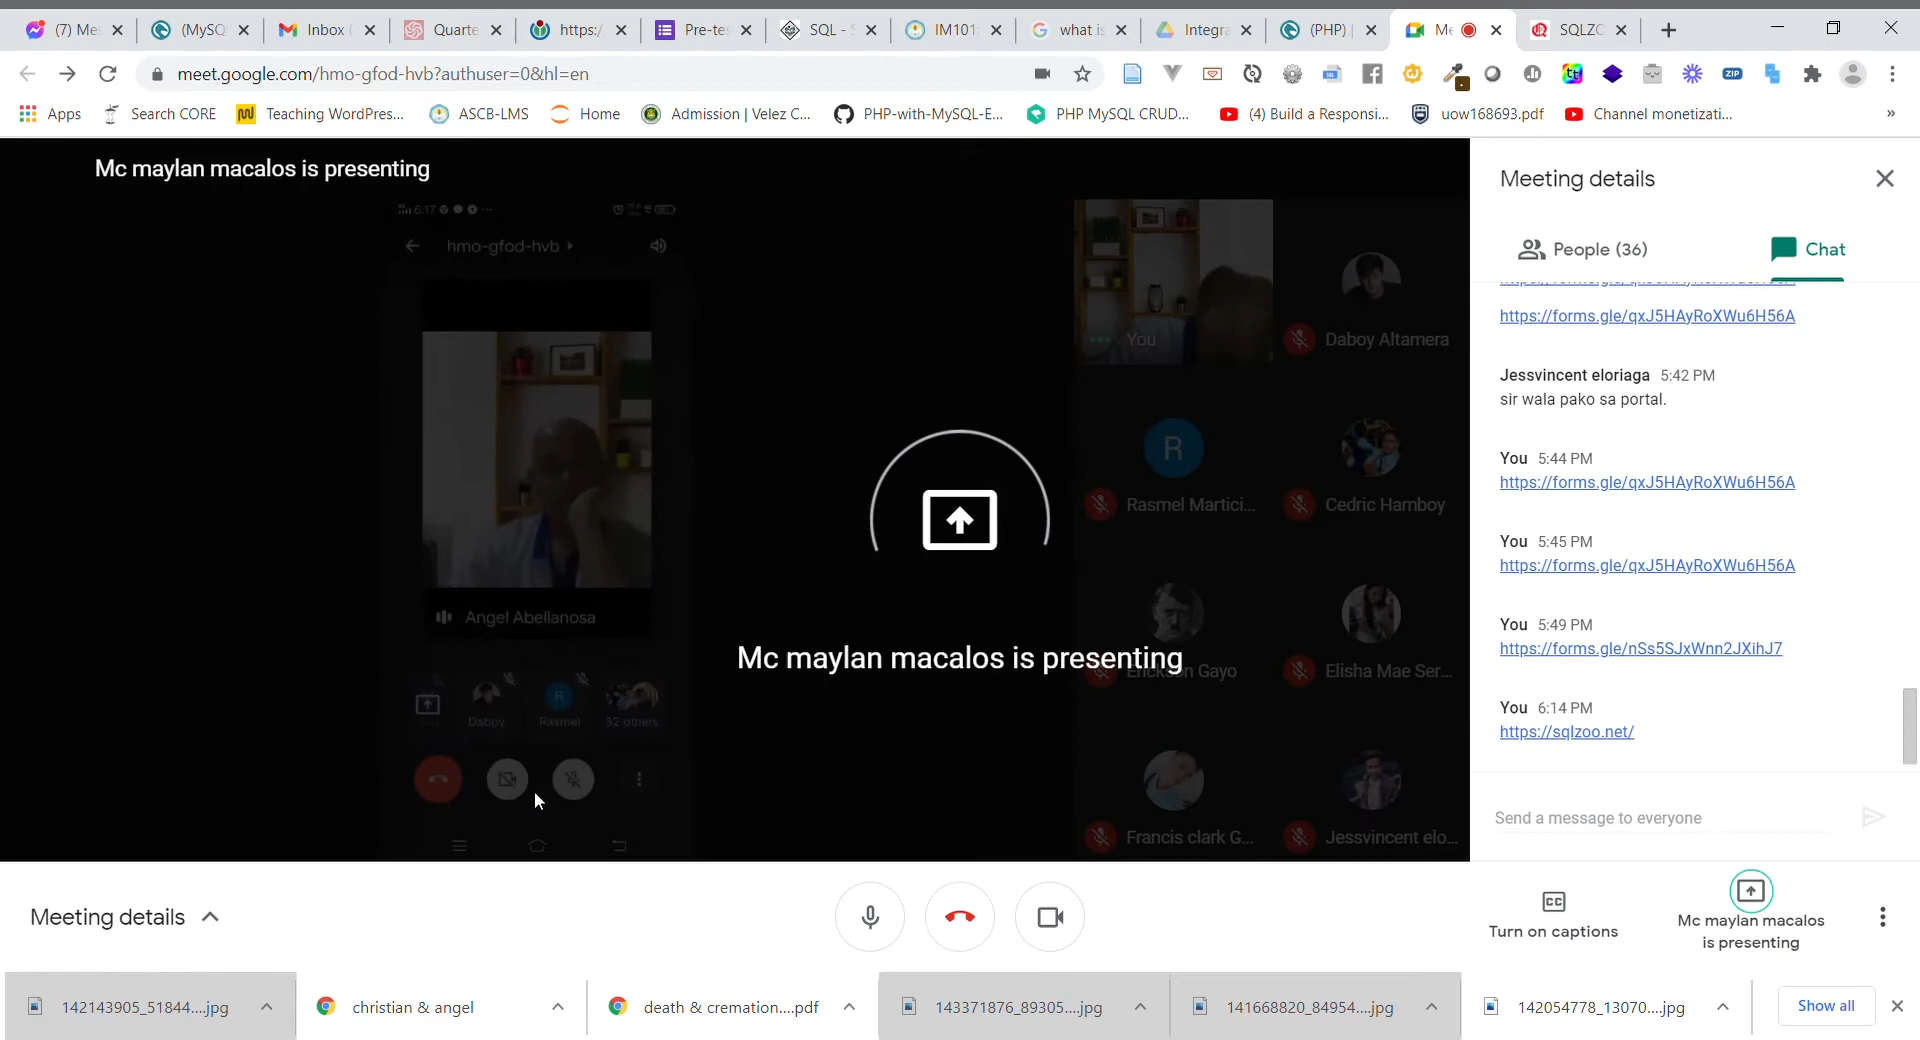 (7) Me
(MySQ
Inbox (
Quarte
https:/
Pre-tes
SQL - S
IM101
what is
Integra
(PHP) |
Me
SQLZO
meet.google.com/hmo-gfod-hvb?authuser=0&hl=en
Apps
Search CORE
Teaching WordPres...
ASCB-LMS
Home
Admission | Velez C...
PHP-with-MySQL-E...
PHP MySQL CRUD...
(4) Build a Responsi...
uow168693.pdf
Channel monetizati...
»
Mc maylan macalos is presenting
6:17
hmo-gfod-hvb
Angel Abellanosa
Daboy
Rasmel
32 others
Mc maylan macalos is presenting
You
Daboy Altamera
R
Rasmel Martici...
Cedric Hamboy
Erickson Gayo
Elisha Mae Ser...
Francis clark G...
Jessvincent elo...
Meeting details
People (36)
Chat
https://forms.gle/qxJ5HAyRoXWu6H56A
Jessvincent eloriaga 5:42 PM
sir wala pako sa portal.
You 5:44 PM
https://forms.gle/qxJ5HAyRoXWu6H56A
You 5:45 PM
https://forms.gle/qxJ5HAyRoXWu6H56A
You 5:49 PM
https://forms.gle/nSs5SJxWnn2JXihJ7
You 6:14 PM
https://sqlzoo.net/
Send a message to everyone
Meeting details
Turn on captions
Mc maylan macalos
is presenting
142143905_51844....jpg
christian & angel
death & cremation....pdf
143371876_89305....jpg
141668820_84954....jpg
142054778_13070....jpg
Show all